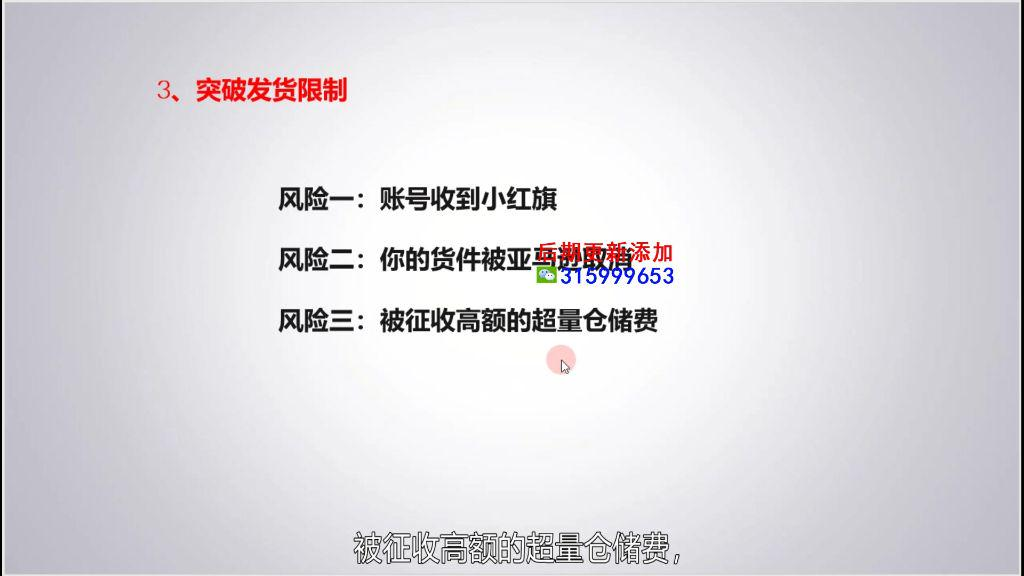 3、突破发货限制
风险一：账号收到小红旗
风险二：你的货件被亚马逊取消
后期更新添加
315999653
风险三：被征收高额的超量仓储费
被征收高额的超量仓储费，